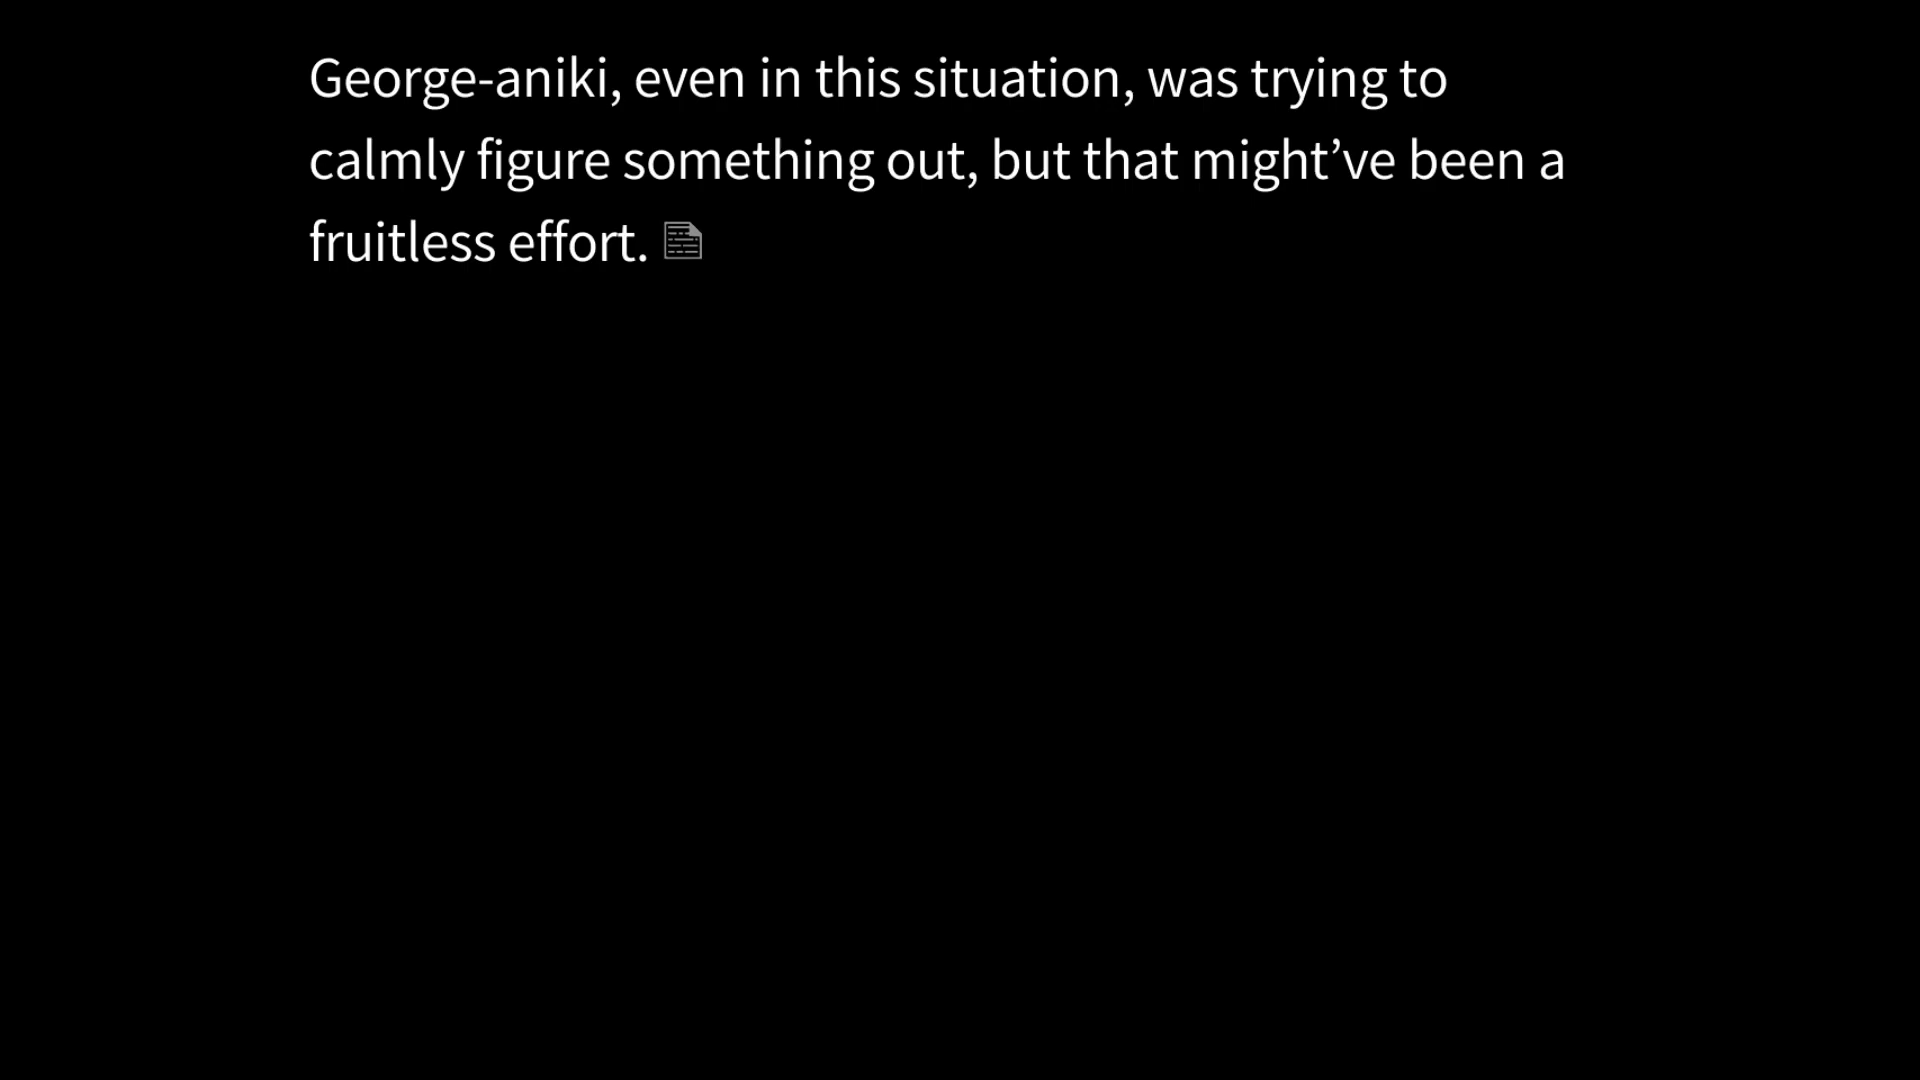 George-aniki, even in this situation, was trying to
calmly figure something out, but that might’ve been a
fruitless effort.